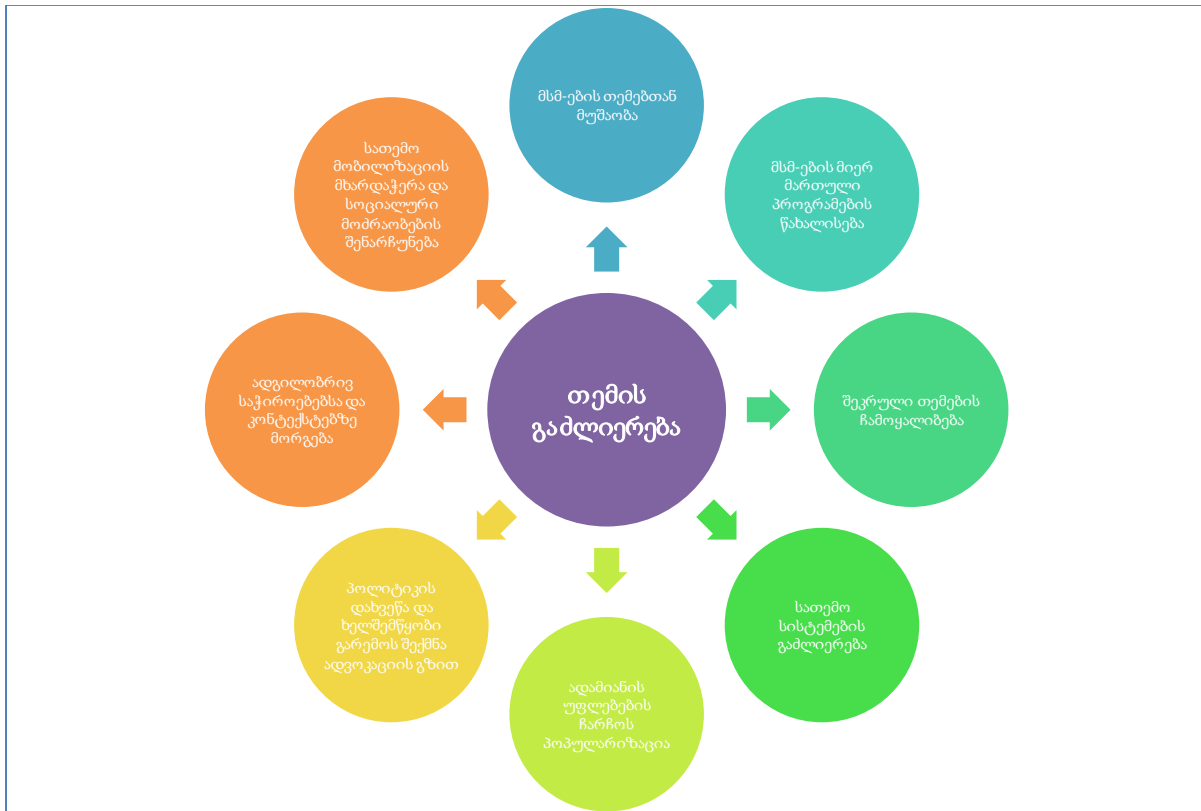 მსმ-ების თემებთან
მუშაობა
მსმ-ების მიერ
მართული
პროგრამების
წახალისება
შეკრული თემების
ჩამოყალიბება
სათემო
სისტემების
გაძლიერება
ადამიანის
უფლებების
ჩარჩოს
პოპულარიზაცია
პოლიტიკის
დახვეწა და
ხელშემწყობი
გარემოს შექმნა
ადვოკაციის გზით
ადგილობრივ
საჭიროებებსა და
კონტექსტებზე
მორგება
სათემო
მობილიზაციის
მხარდაჭერა და
სოციალური
მოძრაობების
შენარჩუნება
თემის
გაძლიერება